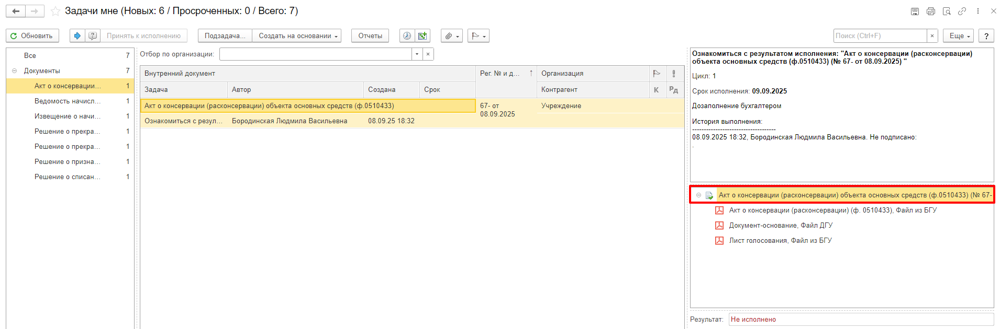 Задачи мне (Новых: 6 / Просроченных: 0 / Всего: 7)
Обновить
Принять к исполнению
Подзадача...
Создать на основании
Отчеты
Поиск (Ctrl+F)
×
Еще
?
Все 7
Документы 7
Акт о консервации... 1
Ведомость начисл... 1
Извещение о начи... 1
Решение о прекра... 1
Решение о прекра... 1
Решение о призна... 1
Решение о списан... 1
Отбор по организации:
×
Внутренний документ
Рег. № и д... ↑
Организация
Задача
Автор
Создана
Срок
Контрагент
К
Рд
Акт о консервации (расконсервации) объекта основных средств (ф.0510433)
67- от
08.09.2025
Учреждение
Ознакомиться с резул...
Бородинская Людмила Васильевна
08.09.25 18:32
Ознакомиться с результатом исполнения: "Акт о консервации (расконсервации)
объекта основных средств (ф.0510433) (№ 67- от 08.09.2025) "
Цикл: 1
Срок исполнения: 09.09.2025
Дозаполнение бухгалтером
История выполнения:
------------------------------------
08.09.2025 18:32, Бородинская Людмила Васильевна. Не подписано:
.
Акт о консервации (расконсервации) объекта основных средств (ф.0510433) (№ 67-
Акт о консервации (расконсервации) (ф. 0510433), Файл из БГУ
Документ-основание, Файл ДГУ
Лист голосования, Файл из БГУ
Результат: Не исполнено